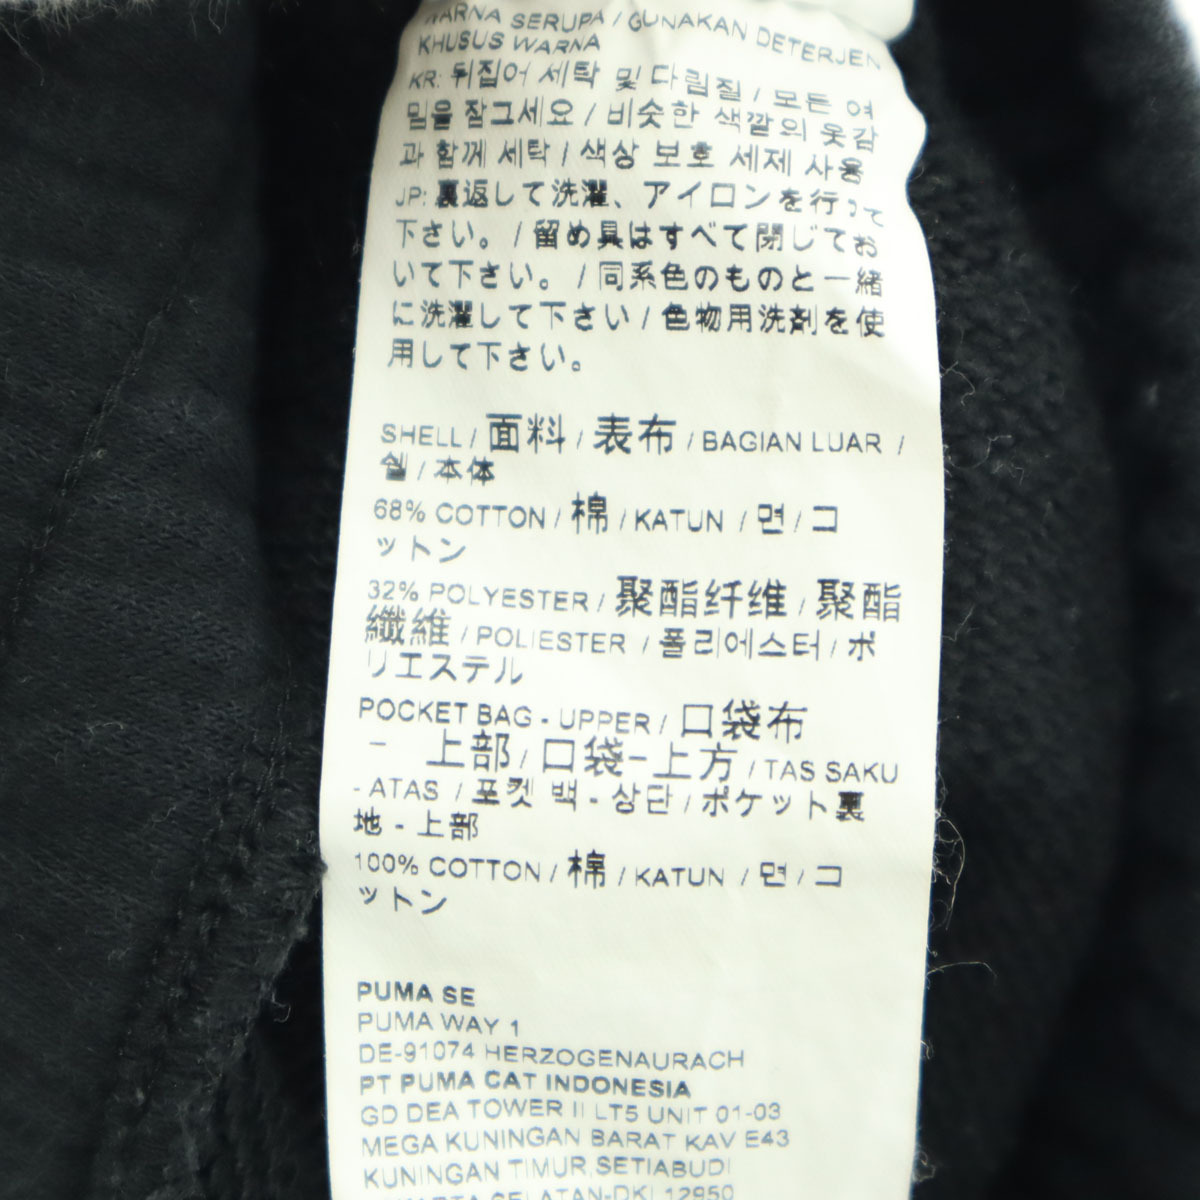 WARNA SERUPA / GUNAKAN DETERJEN
KHUSUS WARNA
KR: 뒤집어 세탁 및 다림질 / 모든 여
밈을 잠그세요 / 비슷한 색깔의 옷감
과 함께 세탁 / 색상 보호 세제 사용
JP: 裏返して洗濯、アイロンを行って
下さい。/ 留め具はすべて閉じてお
いて下さい。/ 同系色のものと一緒
に洗濯して下さい / 色物用洗剤を使
用して下さい。
SHELL / 面料 / 表布 / BAGIAN LUAR /
쉘 / 本体
68% COTTON / 棉 / KATUN / 면 / コ
ットン
32% POLYESTER / 聚酯纤维 / 聚酯
纖維 / POLIESTER / 폴리에스터 / ポ
リエステル
POCKET BAG - UPPER / 口袋布
- 上部 / 口袋-上方 / TAS SAKU
- ATAS / 포켓 백 - 상단 / ポケット裏
地 - 上部
100% COTTON / 棉 / KATUN / 면 / コ
ットン
PUMA SE
PUMA WAY 1
DE-91074 HERZOGENAURACH
PT PUMA CAT INDONESIA
GD DEA TOWER II LT5 UNIT 01-03
MEGA KUNINGAN BARAT KAV E43
KUNINGAN TIMUR,SETIABUDI
JAKARTA SELATAN-DKI 12950